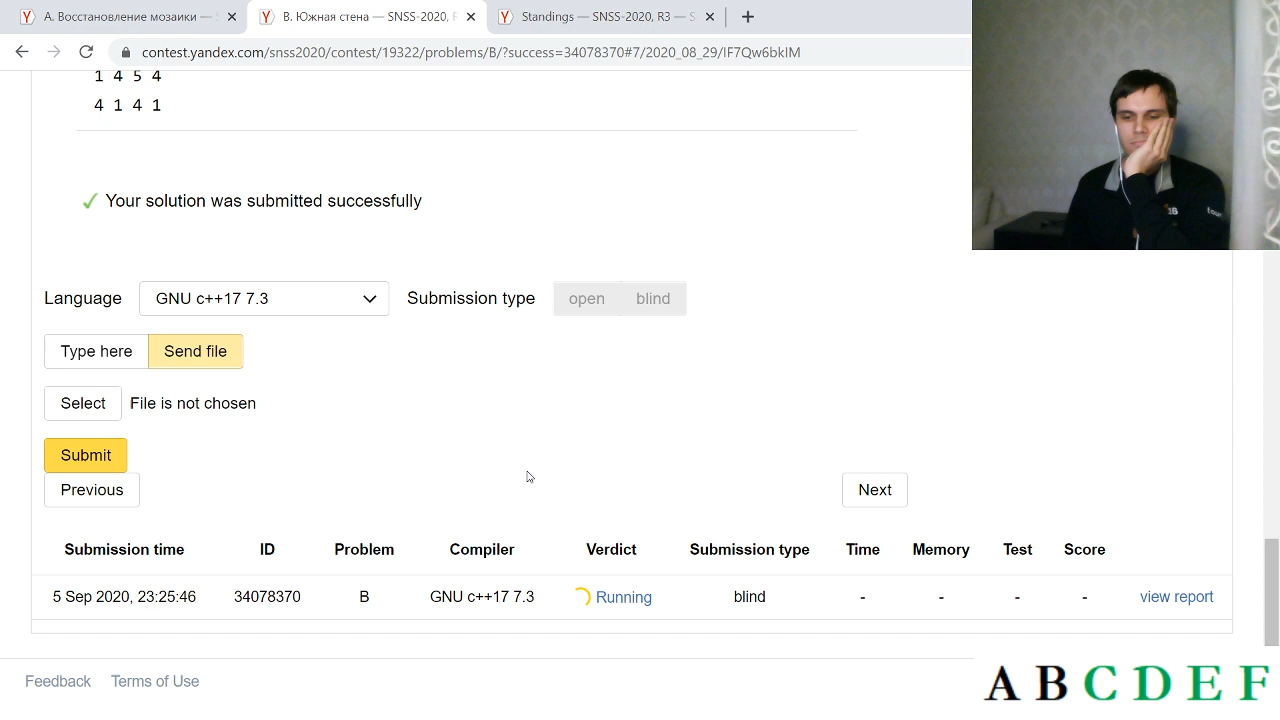 А. Восстановление мозаики —
В. Южная стена — SNSS-2020,
Standings — SNSS-2020, R3 —
contest.yandex.com/snss2020/contest/19322/problems/B/?success=34078370#7/2020_08_29/IF7Qw6bkIM
1 4 5 4
4 1 4 1
Your solution was submitted successfully
Language GNU c++17 7.3 Submission type open blind
Type here Send file
Select File is not chosen
Submit
Previous Next
Submission time ID Problem Compiler Verdict Submission type Time Memory Test Score
5 Sep 2020, 23:25:46 34078370 B GNU c++17 7.3 Running blind - - - - view report
Feedback Terms of Use
A B C D E F